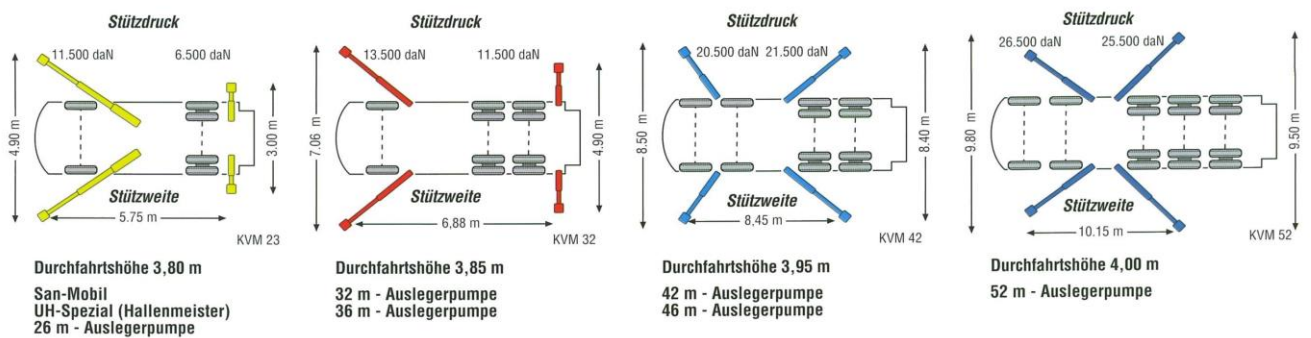 Stützdruck
11.500 daN
6.500 daN
4.90 m
3.00 m
Stützweite
5.75 m
KVM 23
Durchfahrtshöhe 3,80 m
San-Mobil
UH-Spezial (Hallenmeister)
26 m - Auslegerpumpe
Stützdruck
13.500 daN
11.500 daN
7.06 m
4.90 m
Stützweite
6,88 m
KVM 32
Durchfahrtshöhe 3,85 m
32 m - Auslegerpumpe
36 m - Auslegerpumpe
Stützdruck
20.500 daN
21.500 daN
8.50 m
8.40 m
Stützweite
8,45 m
KVM 42
Durchfahrtshöhe 3,95 m
42 m - Auslegerpumpe
46 m - Auslegerpumpe
Stützdruck
26.500 daN
25.500 daN
9.80 m
9.50 m
Stützweite
10.15 m
KVM 52
Durchfahrtshöhe 4,00 m
52 m - Auslegerpumpe